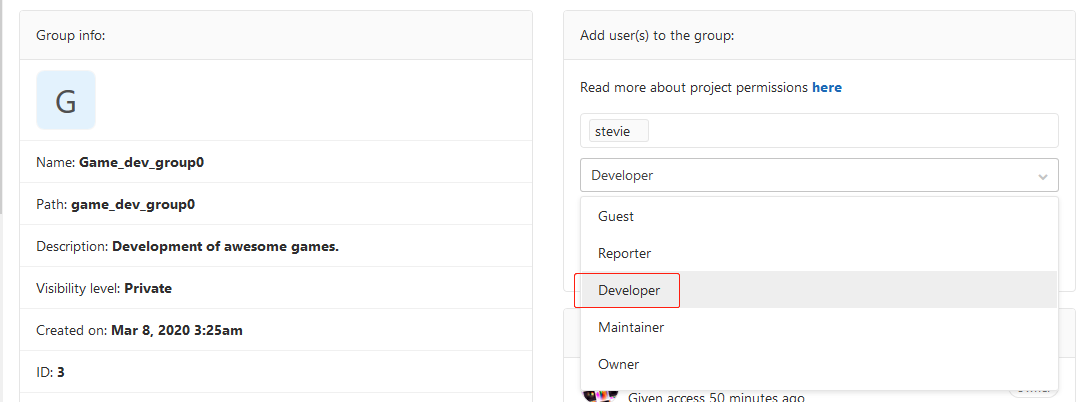 Group info:
G
Name: Game_dev_group0
Path: game_dev_group0
Description: Development of awesome games.
Visibility level: Private
Created on: Mar 8, 2020 3:25am
ID: 3
Add user(s) to the group:
Read more about project permissions here
stevie
Developer
Guest
Reporter
Developer
Maintainer
Owner
Given access 50 minutes ago